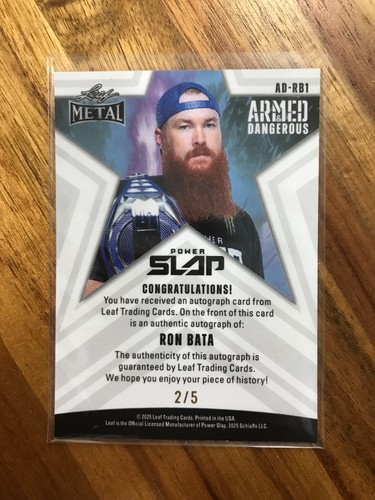 Leaf
METAL
AD-RB1
ARMED
&
DANGEROUS
POWER
SLAP
CONGRATULATIONS!
You have received an autograph card from
Leaf Trading Cards. On the front of this card
is an authentic autograph of:
RON BATA
The authenticity of this autograph is
guaranteed by Leaf Trading Cards.
We hope you enjoy your piece of history!
2/5
© 2025 Leaf Trading Cards. Printed in the USA.
Leaf is the Official Licensed Manufacturer of Power Slap. 2025 Schiaffo LLC.